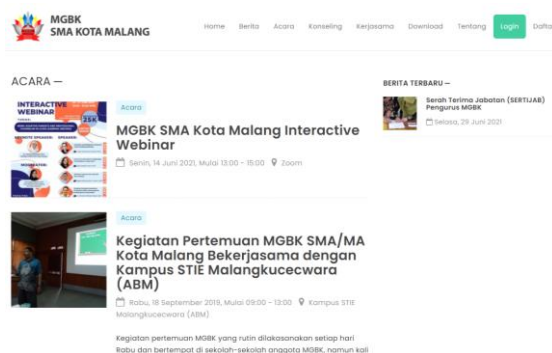 MGBK
SMA KOTA MALANG
Home Berita Acara Konseling Kerjasama Download Tentang Login Dafta
ACARA —
INTERACTIVE
WEBINAR
25K
Acara
MGBK SMA Kota Malang Interactive
Webinar
Senin, 14 Juni 2021, Mulai 13:00 - 15:00 Zoom
Acara
Kegiatan Pertemuan MGBK SMA/MA
Kota Malang Bekerjasama dengan
Kampus STIE Malangkucecwara
(ABM)
Rabu, 18 September 2019, Mulai 09:00 - 13:00 Kampus STIE
Malangkucecwara (ABM)
Kegiatan pertemuan MGBK yang rutin dilakasanakan setiap hari
Rabu dan bertempat di sekolah-sekolah anggota MGBK, namun kali
BERITA TERBARU —
Serah Terima Jabatan (SERTIJAB)
Pengurus MGBK
Selasa, 29 Juni 2021